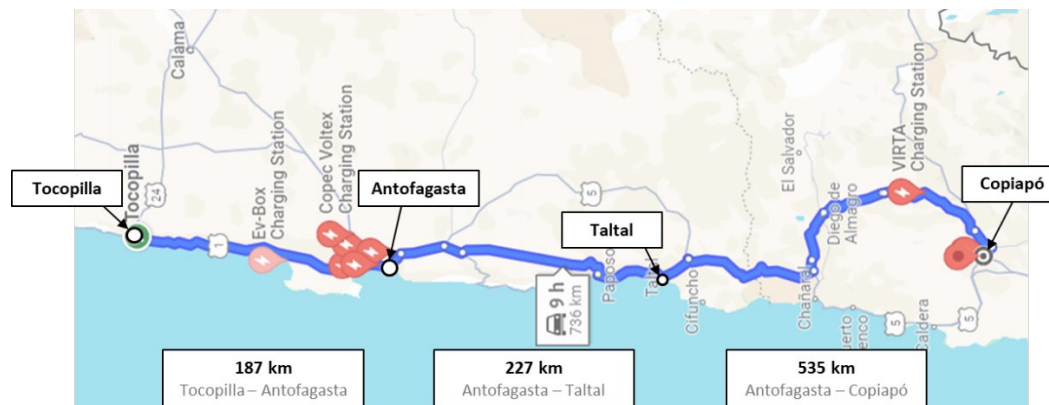 Calama
Tocopilla
24
1
Ev-Box
Charging Station
Copec Voltex
Charging Station
Tocopilla
Antofagasta
5
Taltal
Paposo
Taltal
Cifuncho
9 h
736 km
El Salvador
Chañaral
Diego de
Almagro
VIRTA
Charging Station
Copiapó
5
Caldera
5
187 km
Tocopilla – Antofagasta
227 km
Antofagasta – Taltal
535 km
Antofagasta – Copiapó